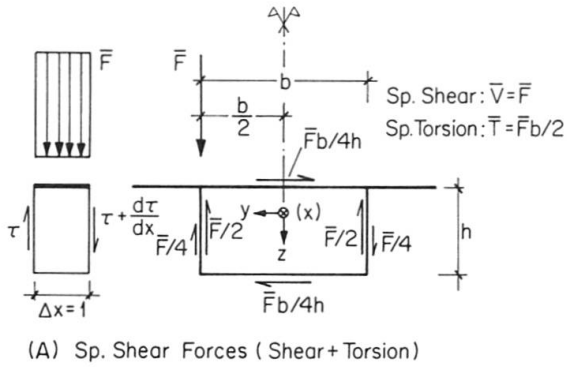 F̅
F̅
b
b/2
Sp. Shear: V̅=F̅
Sp. Torsion: T̅=F̅b/2
F̅b/4h
τ
τ + dτ/dx
F̅/4
F̅/2
y
(x)
z
F̅/2
F̅/4
h
F̅b/4h
Δx=1
(A) Sp. Shear Forces (Shear+Torsion)